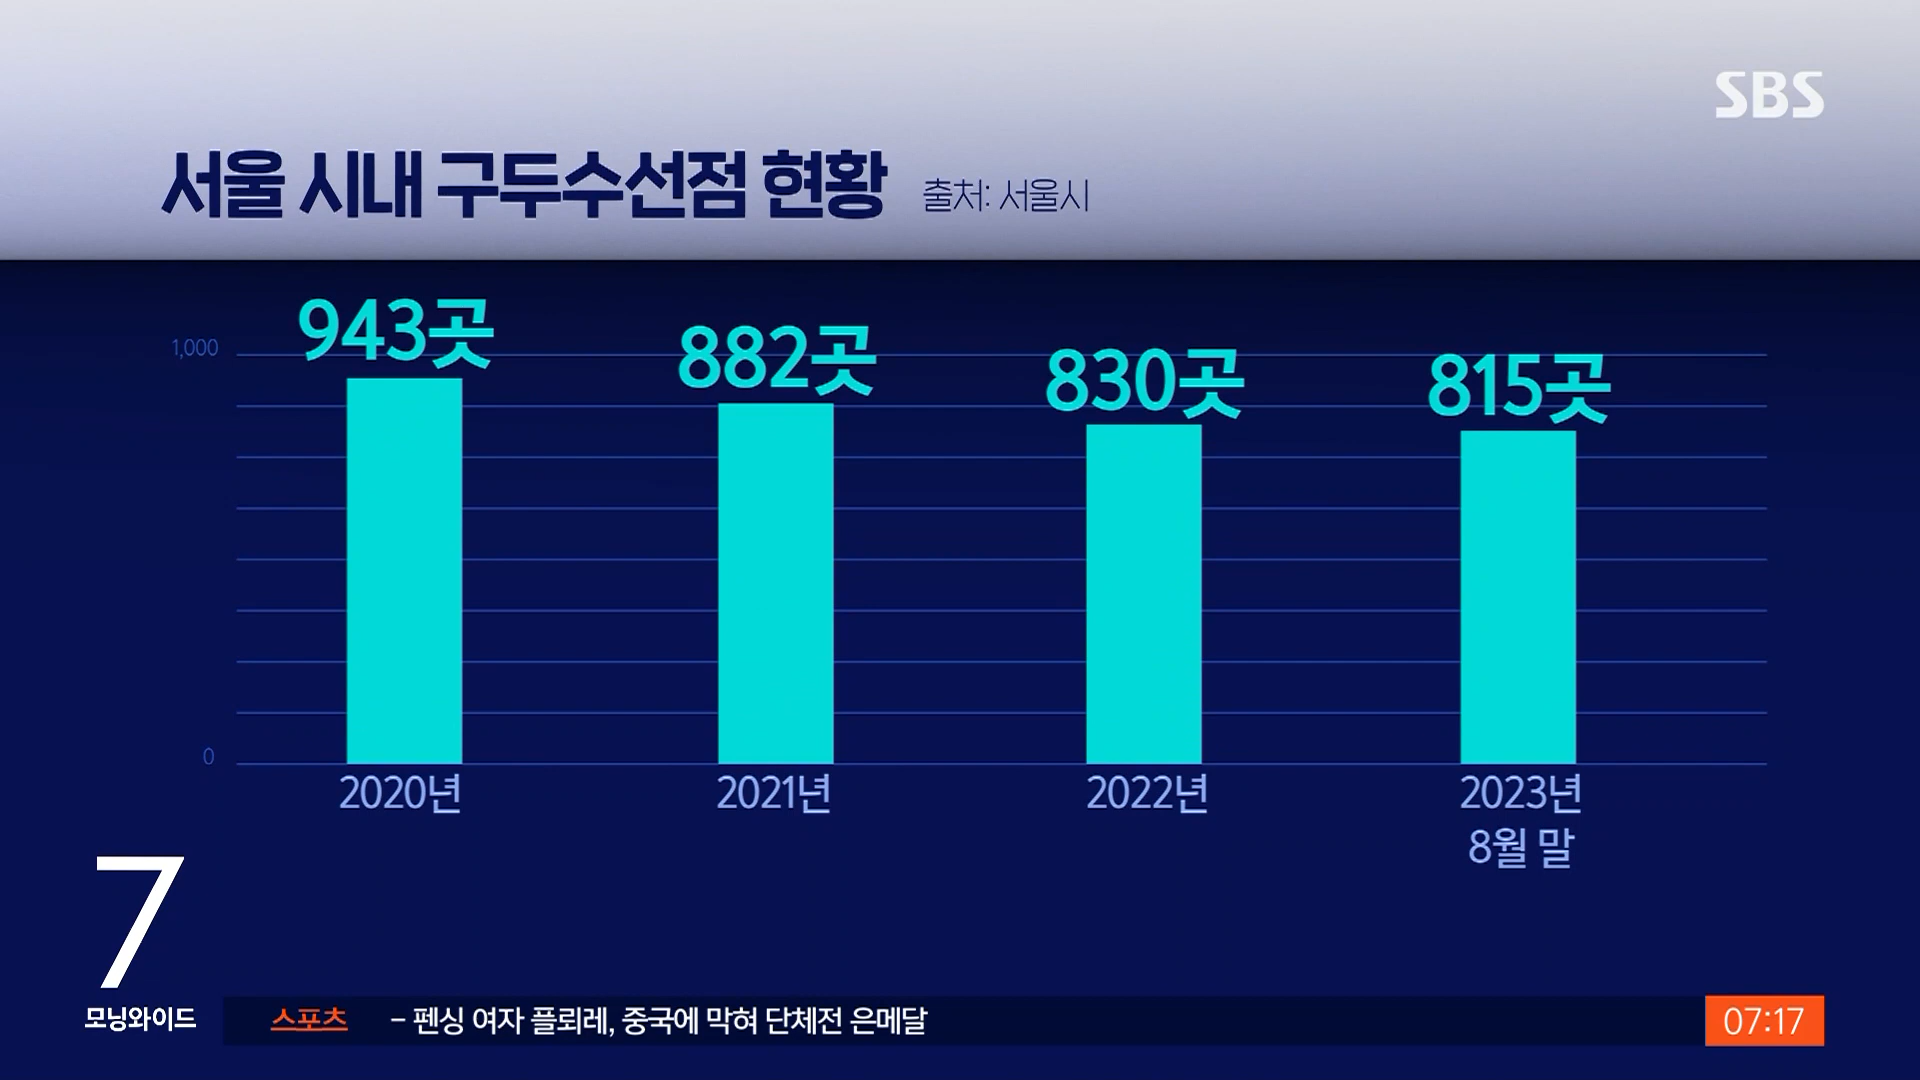 SBS
서울 시내 구두수선점 현황 출처: 서울시
1,000
943곳
882곳
830곳
815곳
0
2020년
2021년
2022년
2023년
8월 말
7
모닝와이드
스포츠 - 펜싱 여자 플뢰레, 중국에 막혀 단체전 은메달
07:17